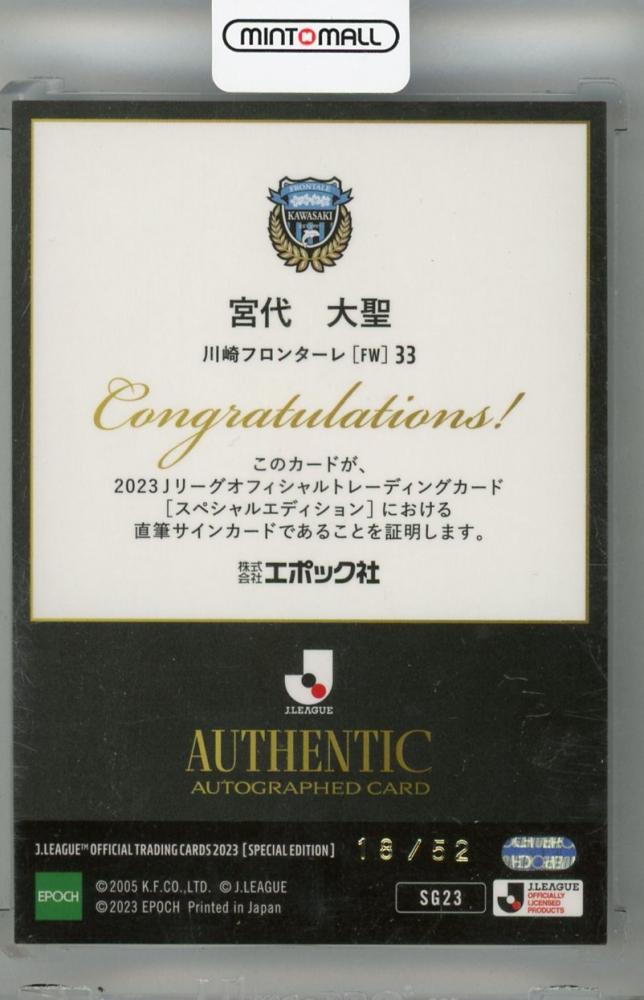 MINTMALL
FRONTALE
KAWASAKI
宮代 大聖
川崎フロンターレ [FW] 33
Congratulations!
このカードが、
2023Jリーグオフィシャルトレーディングカード
[スペシャルエディション]における
直筆サインカードであることを証明します。
株式会社エポック社
J.LEAGUE
AUTHENTIC
AUTOGRAPHED CARD
J.LEAGUE™ OFFICIAL TRADING CARDS 2023 [SPECIAL EDITION] 18/52
EPOCH
©2005 K.F.CO.,LTD. ©J.LEAGUE
©2023 EPOCH Printed in Japan
SG23
J.LEAGUE
OFFICIALLY
LICENSED
PRODUCTS